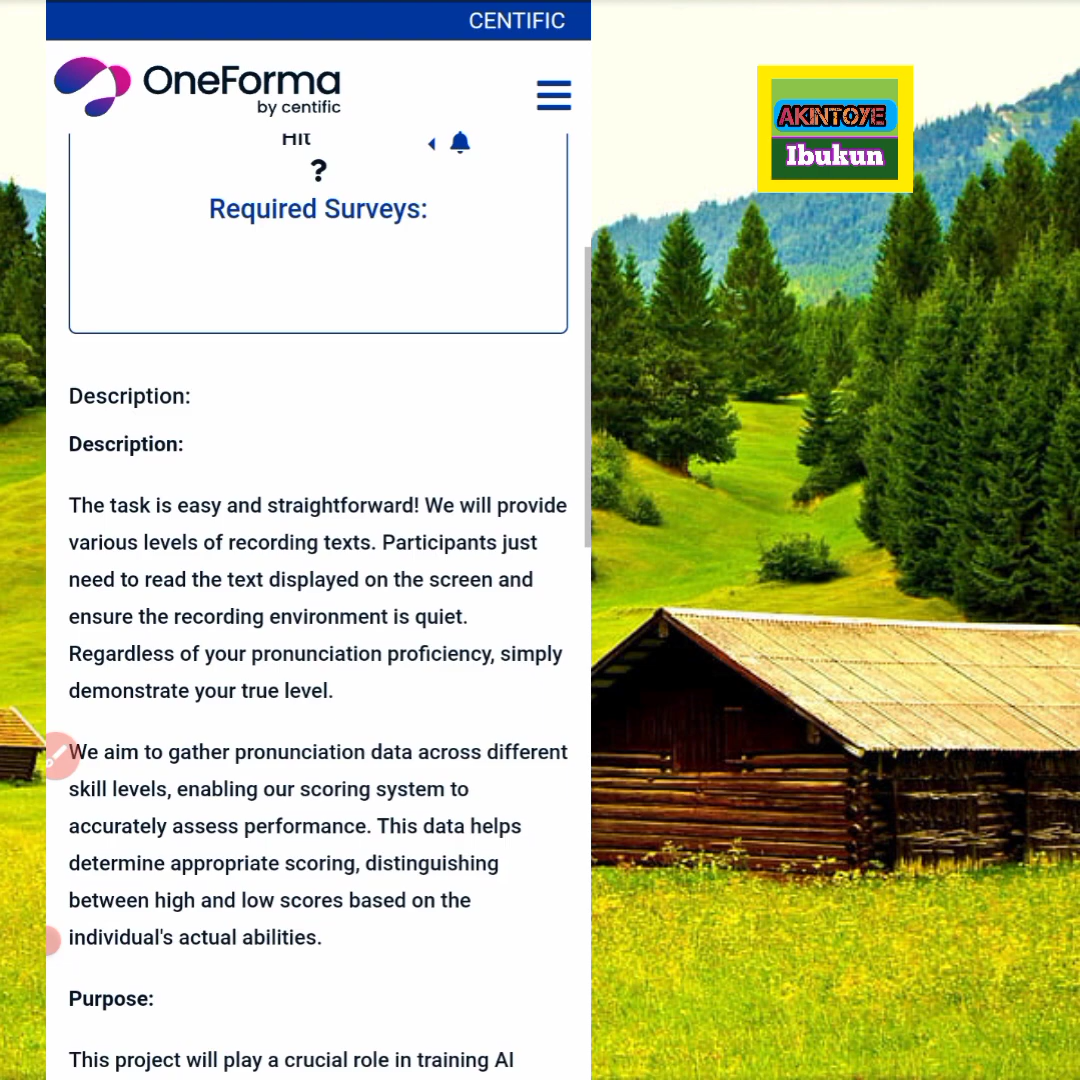 CENTIFIC
OneForma
by centific
Hit
?
Required Surveys:
Description:
Description:
The task is easy and straightforward! We will provide
various levels of recording texts. Participants just
need to read the text displayed on the screen and
ensure the recording environment is quiet.
Regardless of your pronunciation proficiency, simply
demonstrate your true level.
We aim to gather pronunciation data across different
skill levels, enabling our scoring system to
accurately assess performance. This data helps
determine appropriate scoring, distinguishing
between high and low scores based on the
individual's actual abilities.
Purpose:
This project will play a crucial role in training AI
AKINTOYE
Ibukun